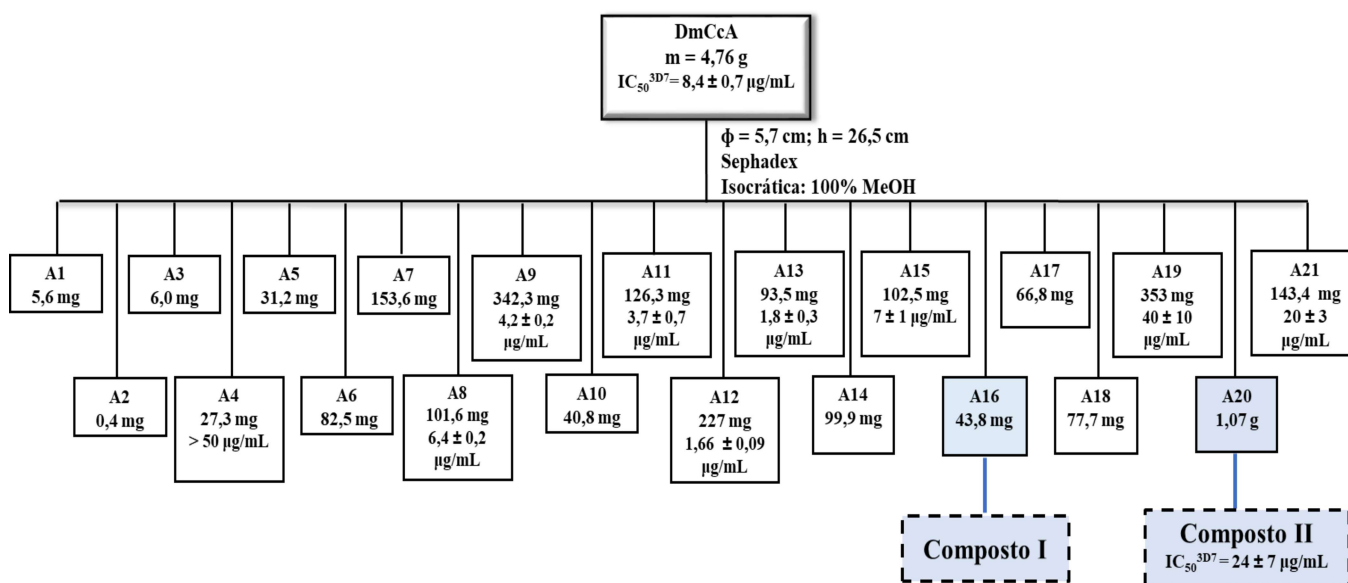 DmCcA
m = 4,76 g
IC₅₀³ᴰ⁷= 8,4 ± 0,7 µg/mL
ϕ = 5,7 cm; h = 26,5 cm
Sephadex
Isocrática: 100% MeOH
A1
5,6 mg
A3
6,0 mg
A5
31,2 mg
A7
153,6 mg
A9
342,3 mg
4,2 ± 0,2
µg/mL
A11
126,3 mg
3,7 ± 0,7
µg/mL
A13
93,5 mg
1,8 ± 0,3
µg/mL
A15
102,5 mg
7 ± 1 µg/mL
A17
66,8 mg
A19
353 mg
40 ± 10
µg/mL
A21
143,4 mg
20 ± 3
µg/mL
A2
0,4 mg
A4
27,3 mg
> 50 µg/mL
A6
82,5 mg
A8
101,6 mg
6,4 ± 0,2
µg/mL
A10
40,8 mg
A12
227 mg
1,66 ± 0,09
µg/mL
A14
99,9 mg
A16
43,8 mg
A18
77,7 mg
A20
1,07 g
Composto I
Composto II
IC₅₀³ᴰ⁷= 24 ± 7 µg/mL